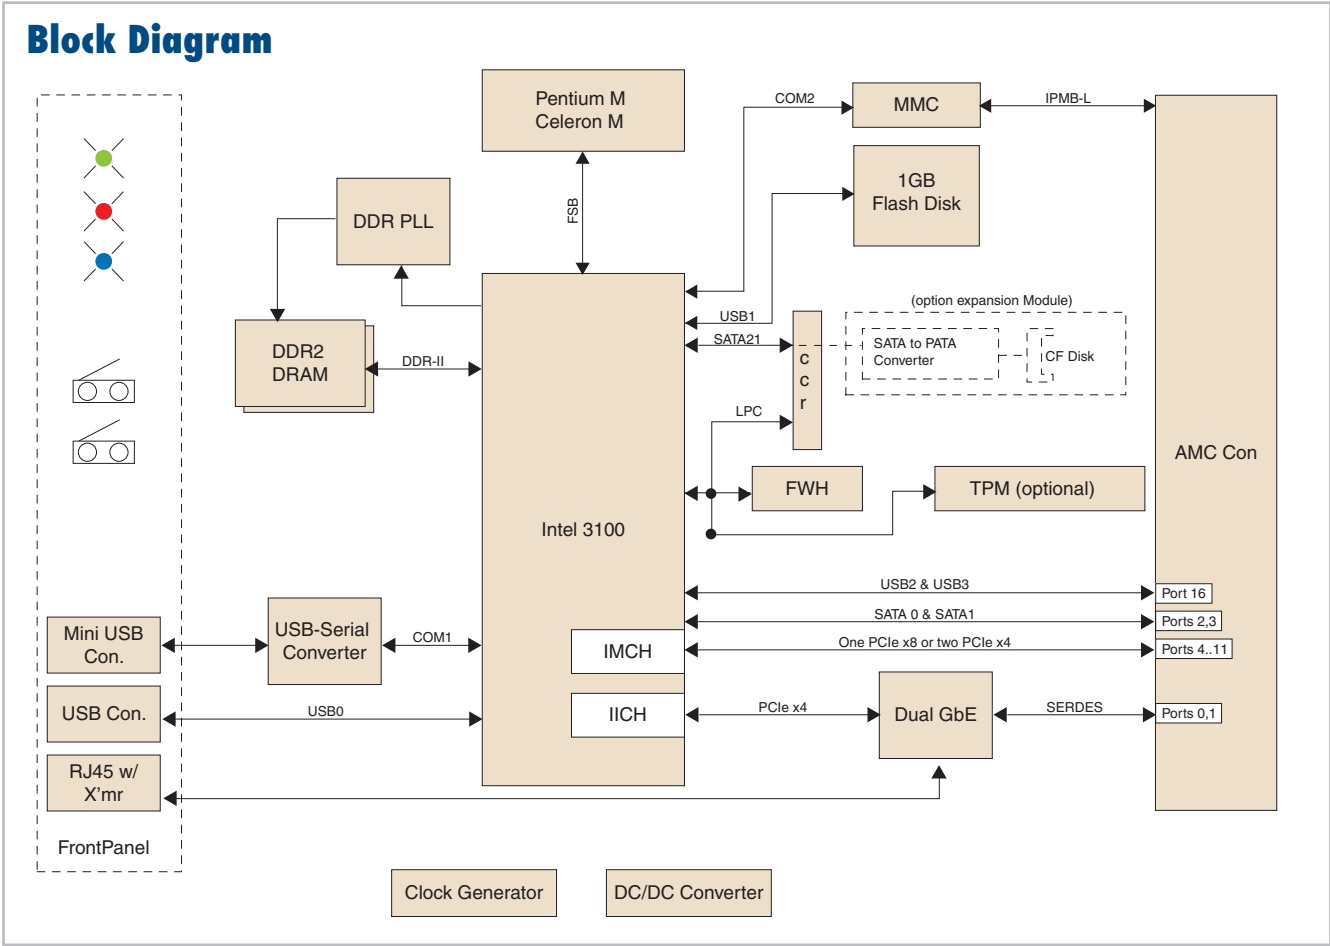 Block Diagram
Pentium M
Celeron M
COM2
MMC
IPMB-L
1GB
Flash Disk
DDR PLL
FSB
USB1
SATA21
(option expansion Module)
SATA to PATA
Converter
CF Disk
c
c
r
DDR2
DRAM
DDR-II
LPC
AMC Con
FWH
TPM (optional)
Intel 3100
USB2 & USB3
Port 16
SATA 0 & SATA1
Ports 2,3
One PCIe x8 or two PCIe x4
Ports 4..11
Mini USB
Con.
USB-Serial
Converter
COM1
IMCH
USB Con.
USB0
IICH
PCIe x4
Dual GbE
SERDES
Ports 0,1
RJ45 w/
X'mr
FrontPanel
Clock Generator
DC/DC Converter